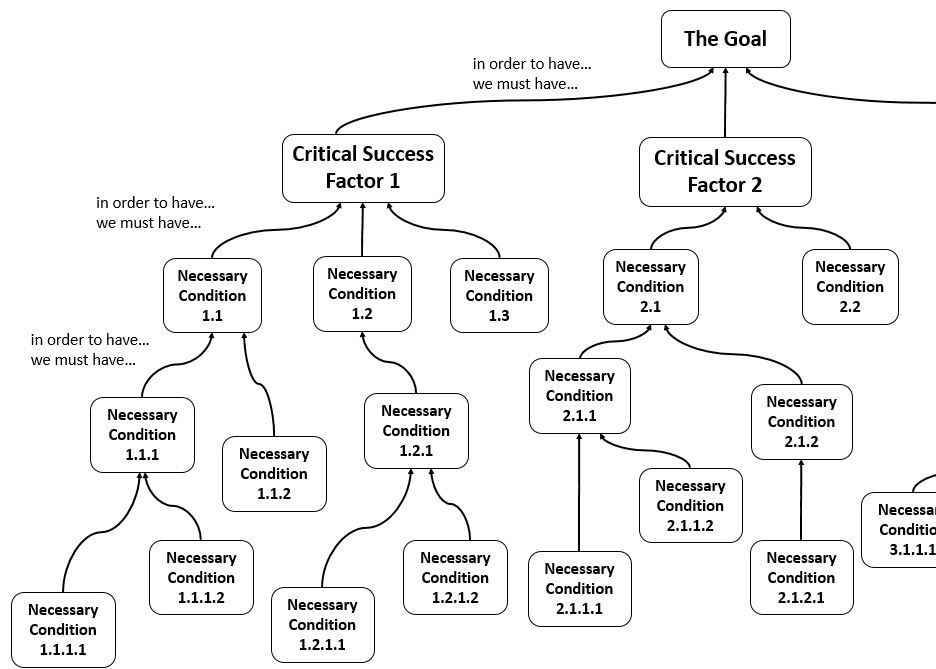 The Goal
in order to have...
we must have...
Critical Success
Factor 1
Critical Success
Factor 2
in order to have...
we must have...
Necessary
Condition
1.1
Necessary
Condition
1.2
Necessary
Condition
1.3
Necessary
Condition
2.1
Necessary
Condition
2.2
in order to have...
we must have...
Necessary
Condition
1.1.1
Necessary
Condition
1.1.2
Necessary
Condition
1.2.1
Necessary
Condition
2.1.1
Necessary
Condition
2.1.2
Necessary
Condition
2.1.1.2
Necessary
Condition
1.1.1.1
Necessary
Condition
1.1.1.2
Necessary
Condition
1.2.1.1
Necessary
Condition
1.2.1.2
Necessary
Condition
2.1.1.1
Necessary
Condition
2.1.2.1
Necessa
Conditio
3.1.1.1